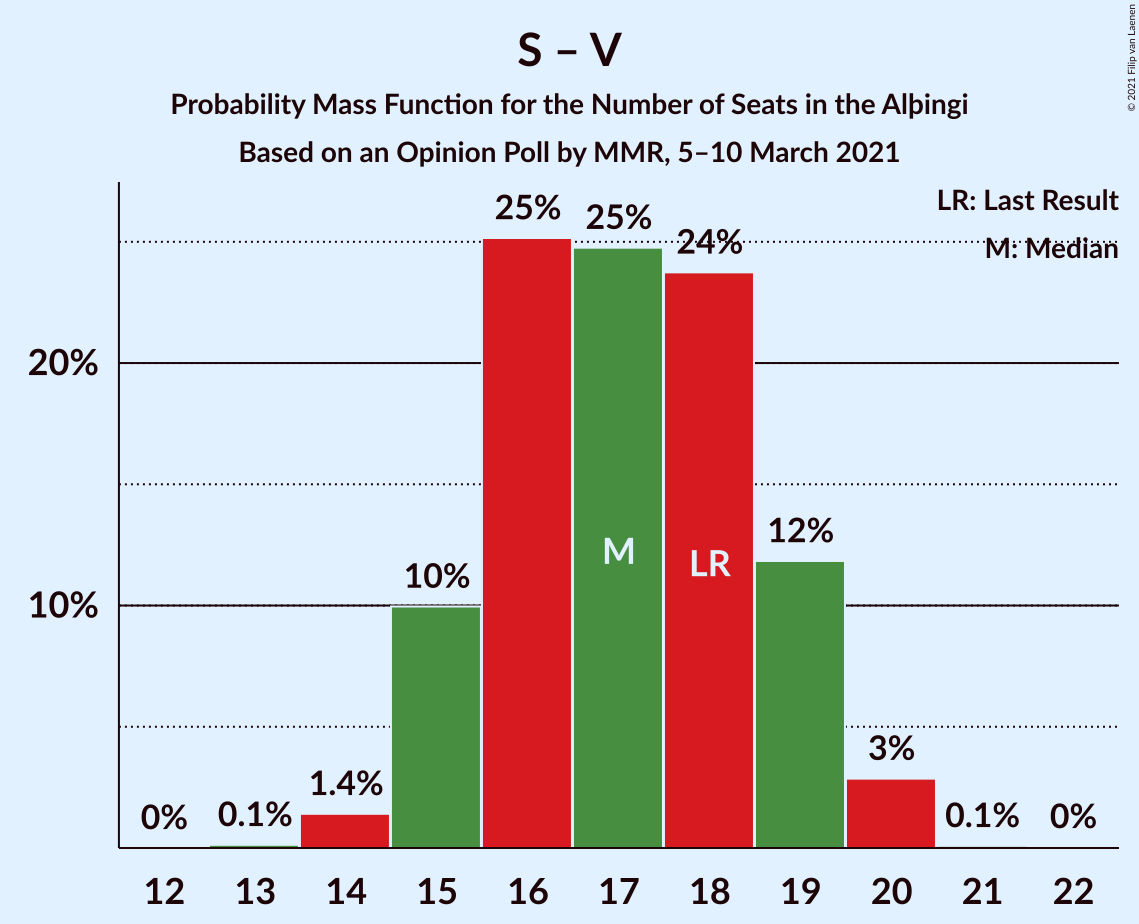 S – V
Probability Mass Function for the Number of Seats in the Alþingi
Based on an Opinion Poll by MMR, 5–10 March 2021
© 2021 Filip van Laenen
LR: Last Result
M: Median
25%
25%
24%
20%
12%
M
LR
10%
10%
3%
1.4%
0%
0.1%
0.1%
0%
12 13 14 15 16 17 18 19 20 21 22